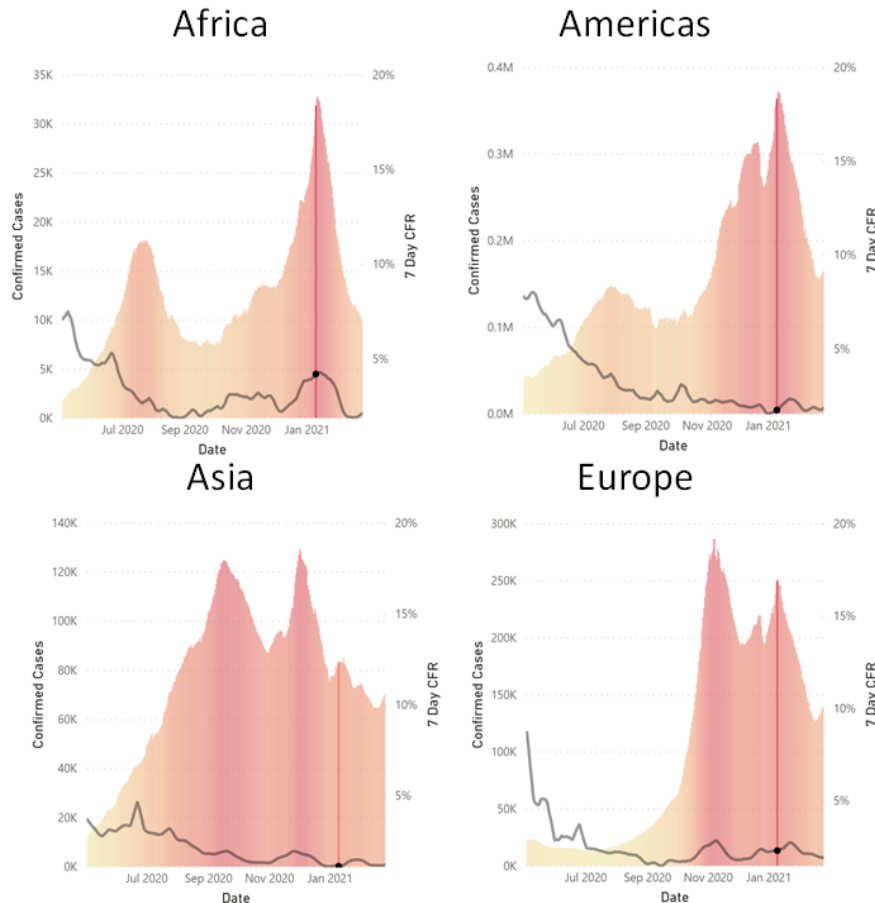 Africa
Americas
35K
30K
25K
20K
15K
10K
5K
0K
Confirmed Cases
20%
15%
10%
5%
7 Day CFR
Jul 2020 Sep 2020 Nov 2020 Jan 2021
Date
0.4M
0.3M
0.2M
0.1M
0.0M
Confirmed Cases
20%
15%
10%
5%
7 Day CFR
Jul 2020 Sep 2020 Nov 2020 Jan 2021
Date
Asia
Europe
140K
120K
100K
80K
60K
40K
20K
0K
Confirmed Cases
20%
15%
10%
5%
7 Day CFR
Jul 2020 Sep 2020 Nov 2020 Jan 2021
Date
300K
250K
200K
150K
100K
50K
0K
Confirmed Cases
20%
15%
10%
5%
7 Day CFR
Jul 2020 Sep 2020 Nov 2020 Jan 2021
Date